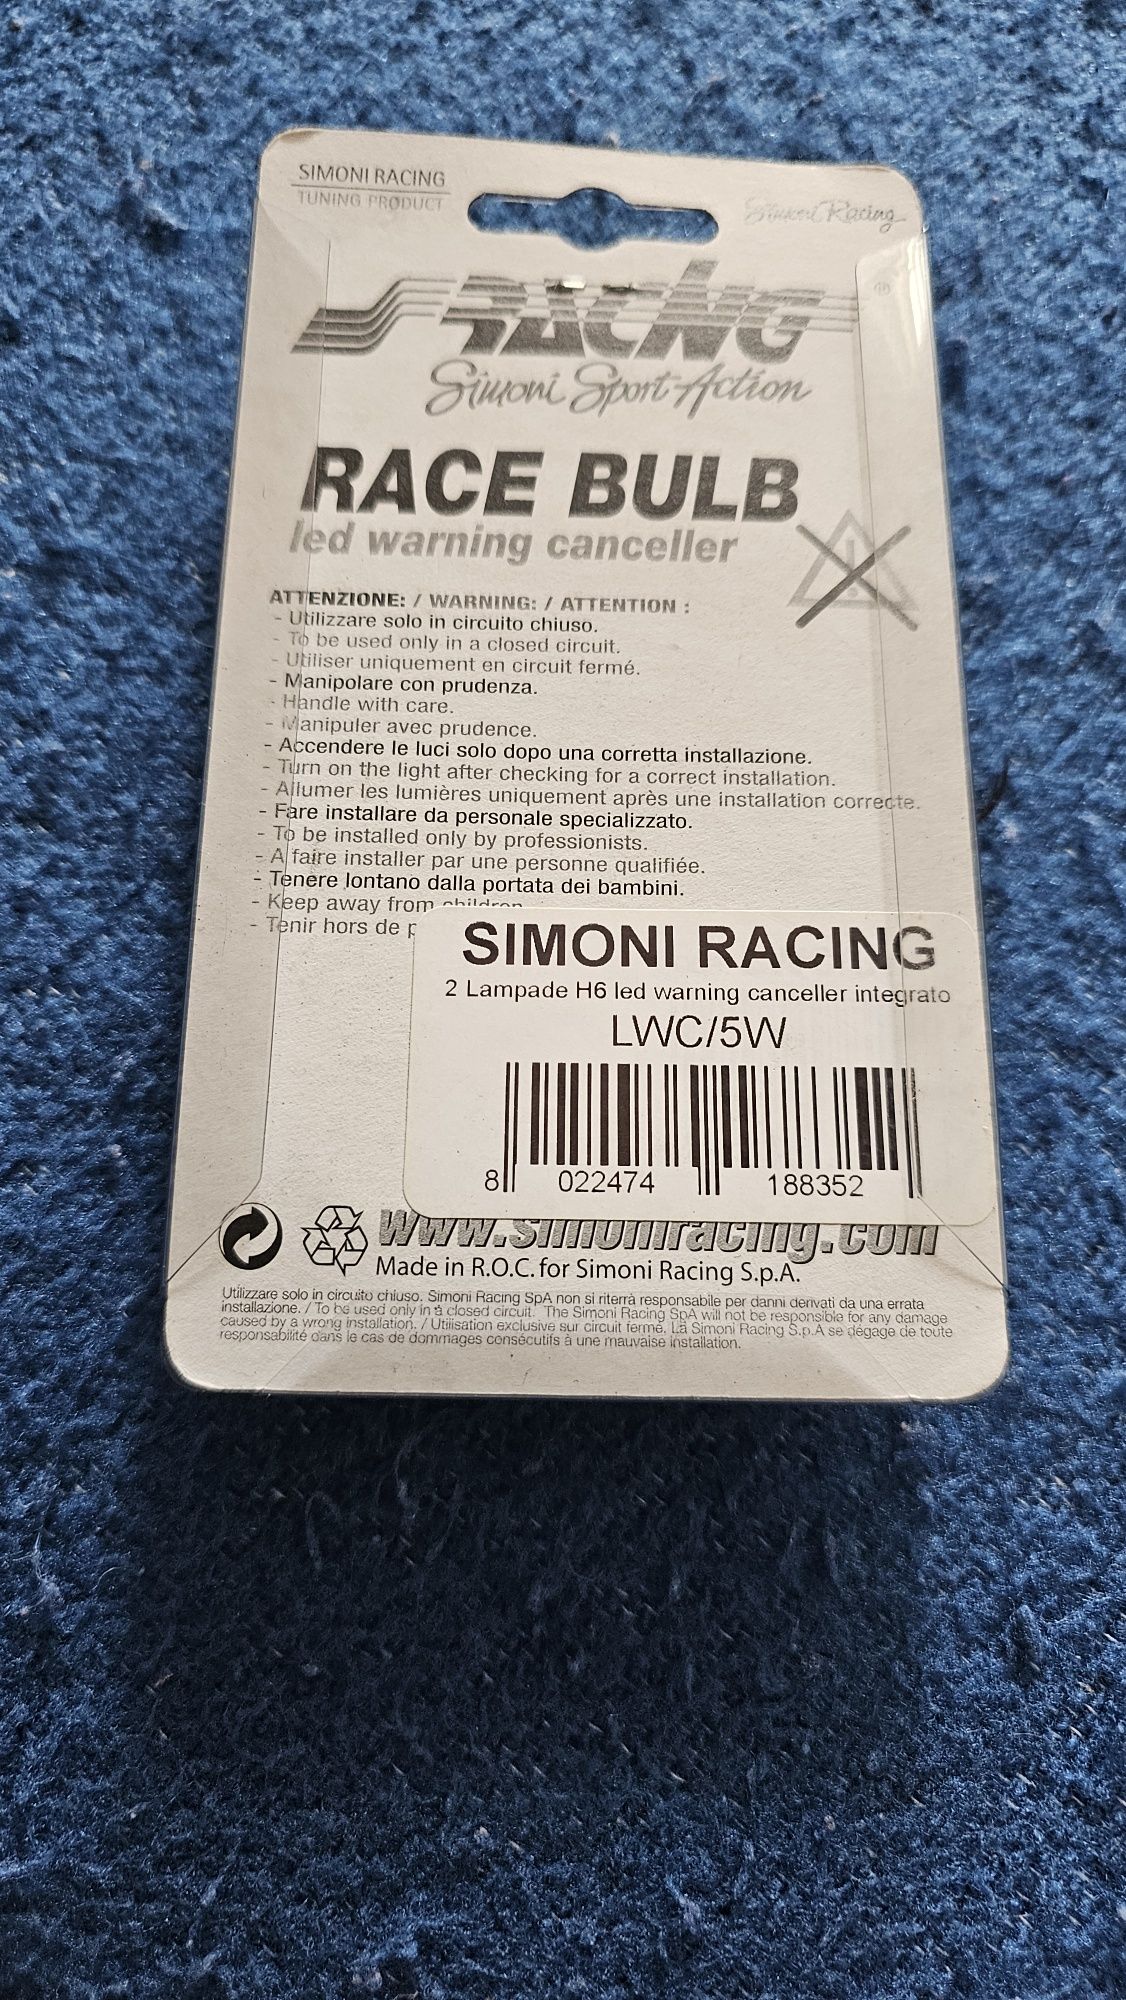 SIMONI RACING
TUNING PRODUCT
Simoni Racing
RACING
®
Simoni Sport-Action
RACE BULB
led warning canceller
!
ATTENZIONE: / WARNING: / ATTENTION :
- Utilizzare solo in circuito chiuso.
- To be used only in a closed circuit.
- Utiliser uniquement en circuit fermé.
- Manipolare con prudenza.
- Handle with care.
- Manipuler avec prudence.
- Accendere le luci solo dopo una corretta installazione.
- Turn on the light after checking for a correct installation.
- Allumer les lumières uniquement après une installation correcte.
- Fare installare da personale specializzato.
- To be installed only by professionists.
- A faire installer par une personne qualifiée.
- Tenere lontano dalla portata dei bambini.
- Keep away from children
- Tenir hors de p
SIMONI RACING
2 Lampade H6 led warning canceller integrato
LWC/5W
8 022474 188352
www.simoniracing.com
Made in R.O.C. for Simoni Racing S.p.A.
Utilizzare solo in circuito chiuso. Simoni Racing SpA non si riterrà responsabile per danni derivati da una errata
installazione. / To be used only in a closed circuit. The Simoni Racing SpA will not be responsible for any damage
caused by a wrong installation. / Utilisation exclusive sur circuit fermé. La Simoni Racing S.p.A se dégage de toute
responsabilité dans le cas de dommages consécutifs à une mauvaise installation.